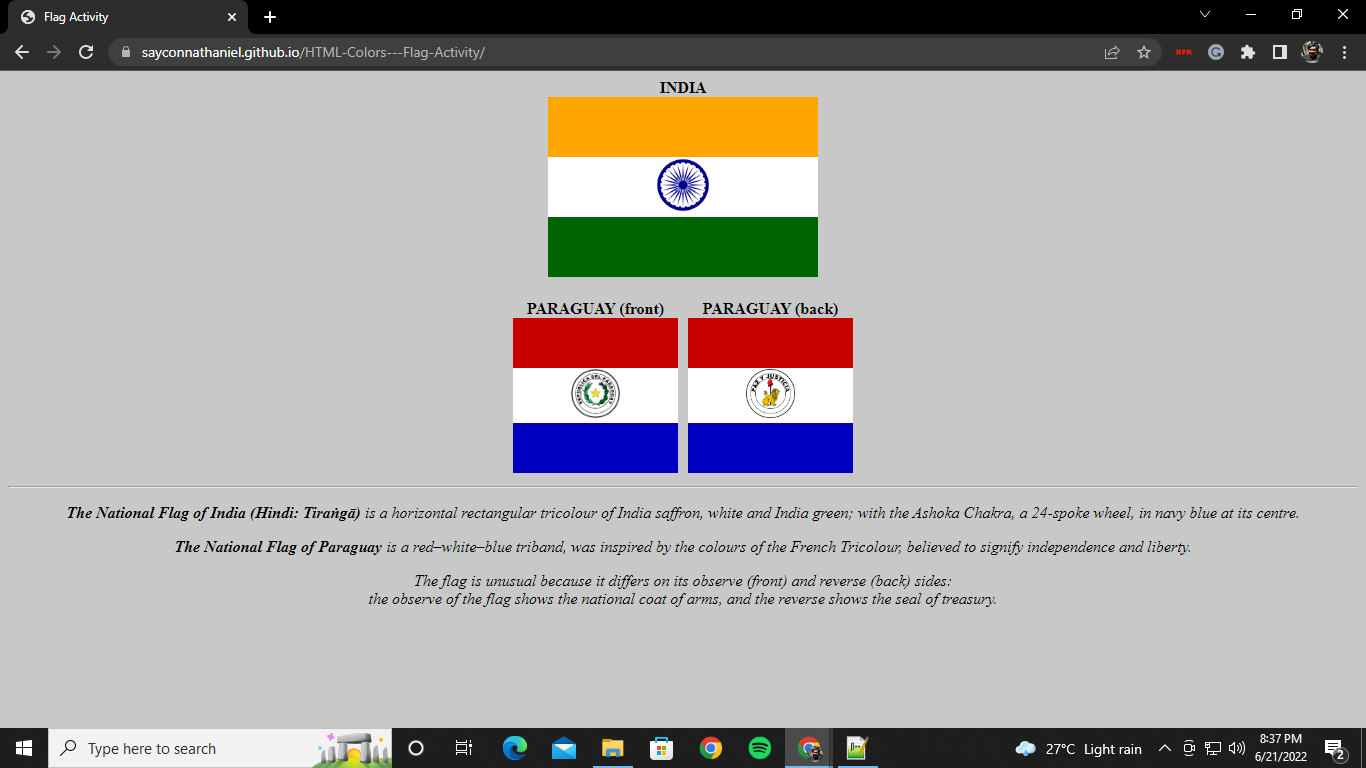 Flag Activity
sayconnathaniel.github.io/HTML-Colors---Flag-Activity/
INDIA
PARAGUAY (front) PARAGUAY (back)
REPUBLICA DEL PARAGUAY
PAZ Y JUSTICIA
The National Flag of India (Hindi: Tiraṅgā) is a horizontal rectangular tricolour of India saffron, white and India green; with the Ashoka Chakra, a 24-spoke wheel, in navy blue at its centre.
The National Flag of Paraguay is a red–white–blue triband, was inspired by the colours of the French Tricolour, believed to signify independence and liberty.
The flag is unusual because it differs on its observe (front) and reverse (back) sides:
the observe of the flag shows the national coat of arms, and the reverse shows the seal of treasury.
Type here to search
27°C Light rain
8:37 PM
6/21/2022
2